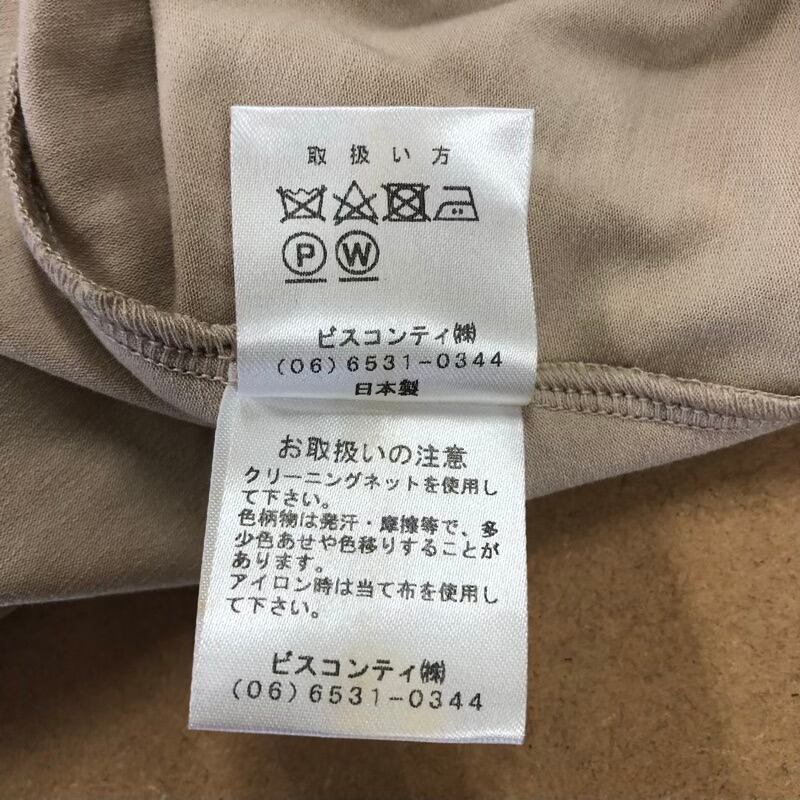 取扱い方
P W
ビスコンティ㈱
(06)6531-0344
日本製
お取扱いの注意
クリーニングネットを使用し
て下さい。
色柄物は発汗・摩擦等で、多
少色あせや色移りすることが
あります。
アイロン時は当て布を使用し
て下さい。
ビスコンティ㈱
(06)6531-0344